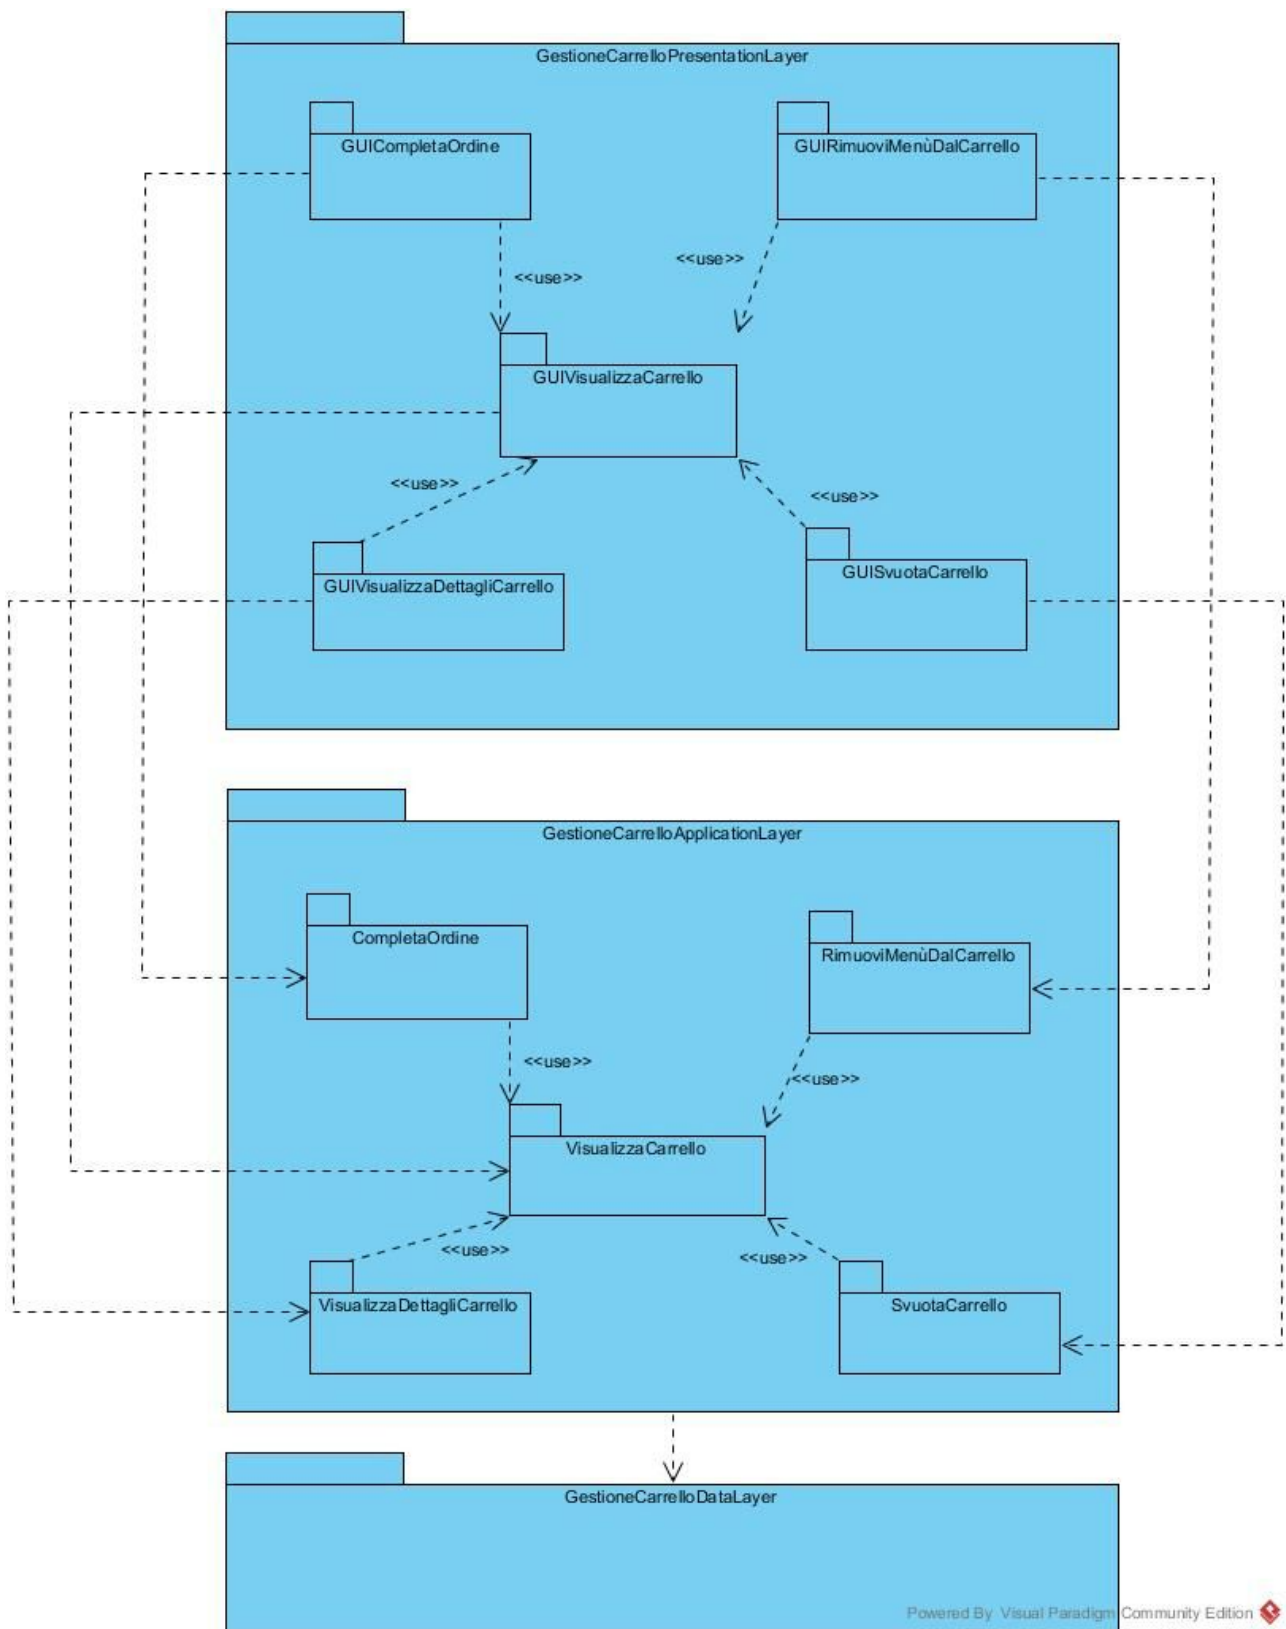 GestioneCarrelloPresentationLayer
GUICompletaOrdine
GUIRimuoviMenùDalCarrello
<<use>>
<<use>>
GUIVisualizzaCarrello
<<use>>
<<use>>
GUIVisualizzaDettagliCarrello
GUISvuotaCarrello
GestioneCarrelloApplicationLayer
CompletaOrdine
RimuoviMenùDalCarrello
<<use>>
<<use>>
VisualizzaCarrello
<<use>>
<<use>>
VisualizzaDettagliCarrello
SvuotaCarrello
GestioneCarrelloDataLayer
Powered By Visual Paradigm Community Edition